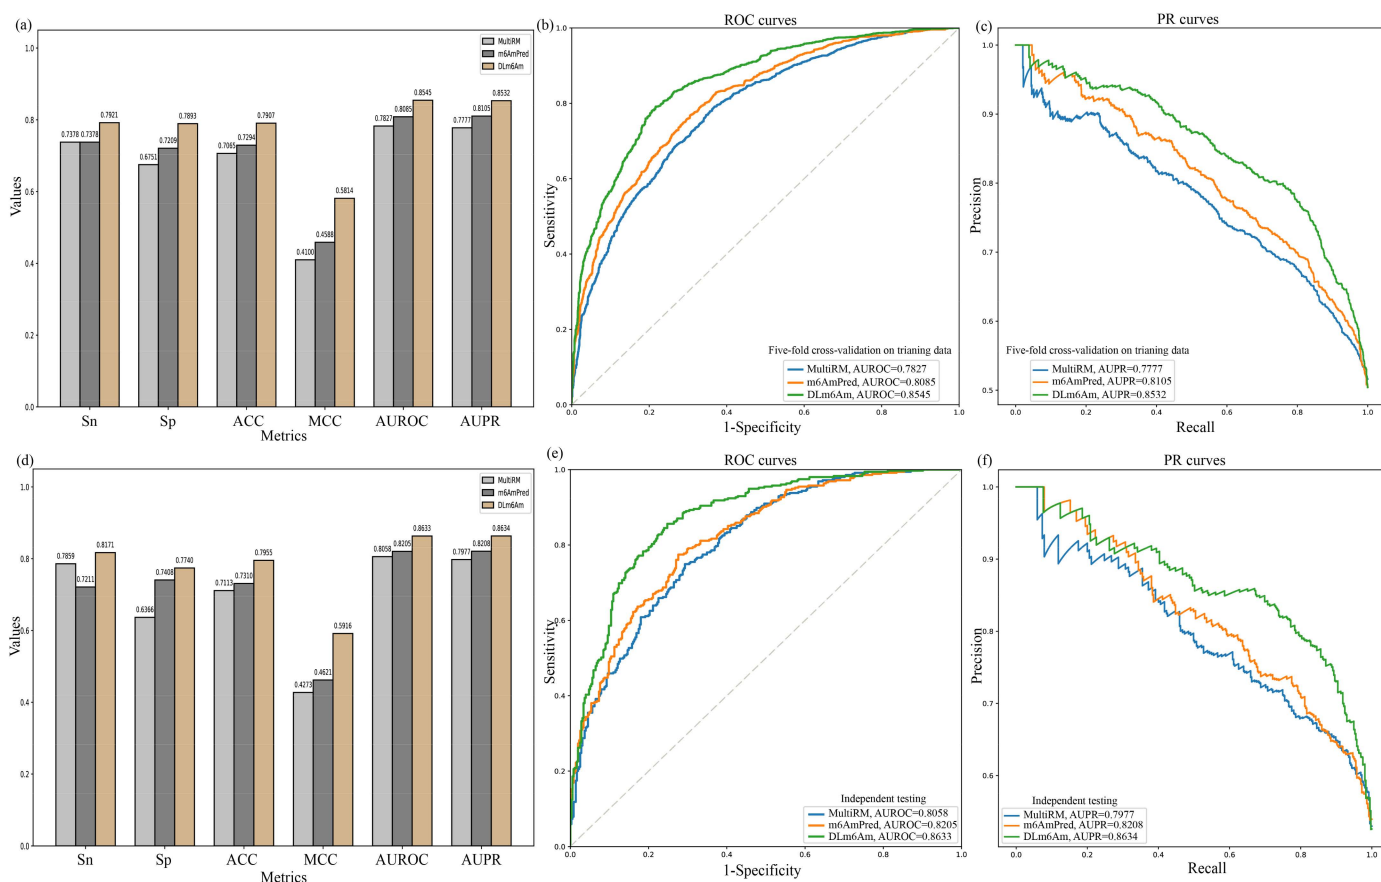 (a)
MultiRM
m6AmPred
DLm6Am
Values
1.0
0.8
0.6
0.4
0.2
0.0
0.7378 0.7378 0.7921
0.6751 0.7209 0.7893
0.7065 0.7294 0.7907
0.4100 0.4588 0.5814
0.7827 0.8085 0.8545
0.7777 0.8105 0.8532
Sn Sp ACC MCC AUROC AUPR
Metrics
(b)
ROC curves
Sensitivity
1.0
0.8
0.6
0.4
0.2
0.0
Five-fold cross-validation on trianing data
MultiRM, AUROC=0.7827
m6AmPred, AUROC=0.8085
DLm6Am, AUROC=0.8545
0.0 0.2 0.4 0.6 0.8 1.0
1-Specificity
(c)
PR curves
Precision
1.0
0.9
0.8
0.7
0.6
0.5
Five-fold cross-validation on trianing data
MultiRM, AUPR=0.7777
m6AmPred, AUPR=0.8105
DLm6Am, AUPR=0.8532
0.0 0.2 0.4 0.6 0.8 1.0
Recall
(d)
MultiRM
m6AmPred
DLm6Am
Values
1.0
0.8
0.6
0.4
0.2
0.0
0.7859 0.7211 0.8171
0.6366 0.7408 0.7740
0.7113 0.7310 0.7955
0.4273 0.4621 0.5916
0.8058 0.8205 0.8633
0.7977 0.8208 0.8634
Sn Sp ACC MCC AUROC AUPR
Metrics
(e)
ROC curves
Sensitivity
1.0
0.8
0.6
0.4
0.2
0.0
Independent testing
MultiRM, AUROC=0.8058
m6AmPred, AUROC=0.8205
DLm6Am, AUROC=0.8633
0.0 0.2 0.4 0.6 0.8 1.0
1-Specificity
(f)
PR curves
Precision
1.0
0.9
0.8
0.7
0.6
Independent testing
MultiRM, AUPR=0.7977
m6AmPred, AUPR=0.8208
DLm6Am, AUPR=0.8634
0.0 0.2 0.4 0.6 0.8 1.0
Recall